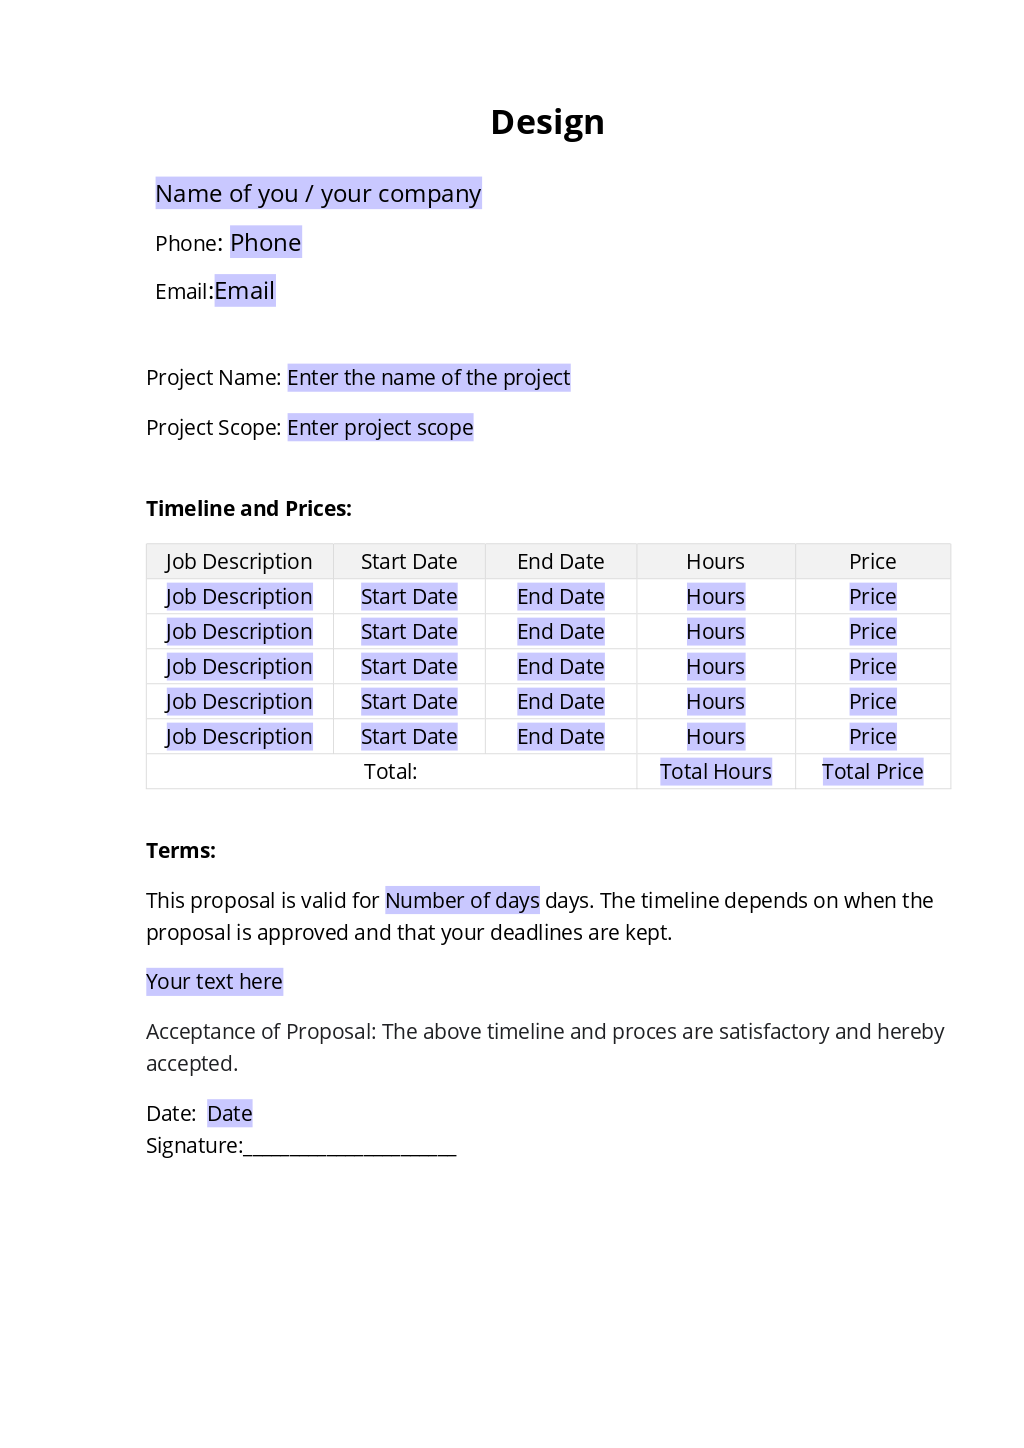 Design
Name of you / your company
Phone: Phone
Email:Email
Project Name: Enter the name of the project
Project Scope: Enter project scope
Timeline and Prices:
Job Description Start Date End Date Hours Price
Job Description Start Date End Date Hours Price
Job Description Start Date End Date Hours Price
Job Description Start Date End Date Hours Price
Job Description Start Date End Date Hours Price
Job Description Start Date End Date Hours Price
Total: Total Hours Total Price
Terms:
This proposal is valid for Number of days days. The timeline depends on when the
proposal is approved and that your deadlines are kept.
Your text here
Acceptance of Proposal: The above timeline and proces are satisfactory and hereby
accepted.
Date: Date
Signature:____________________